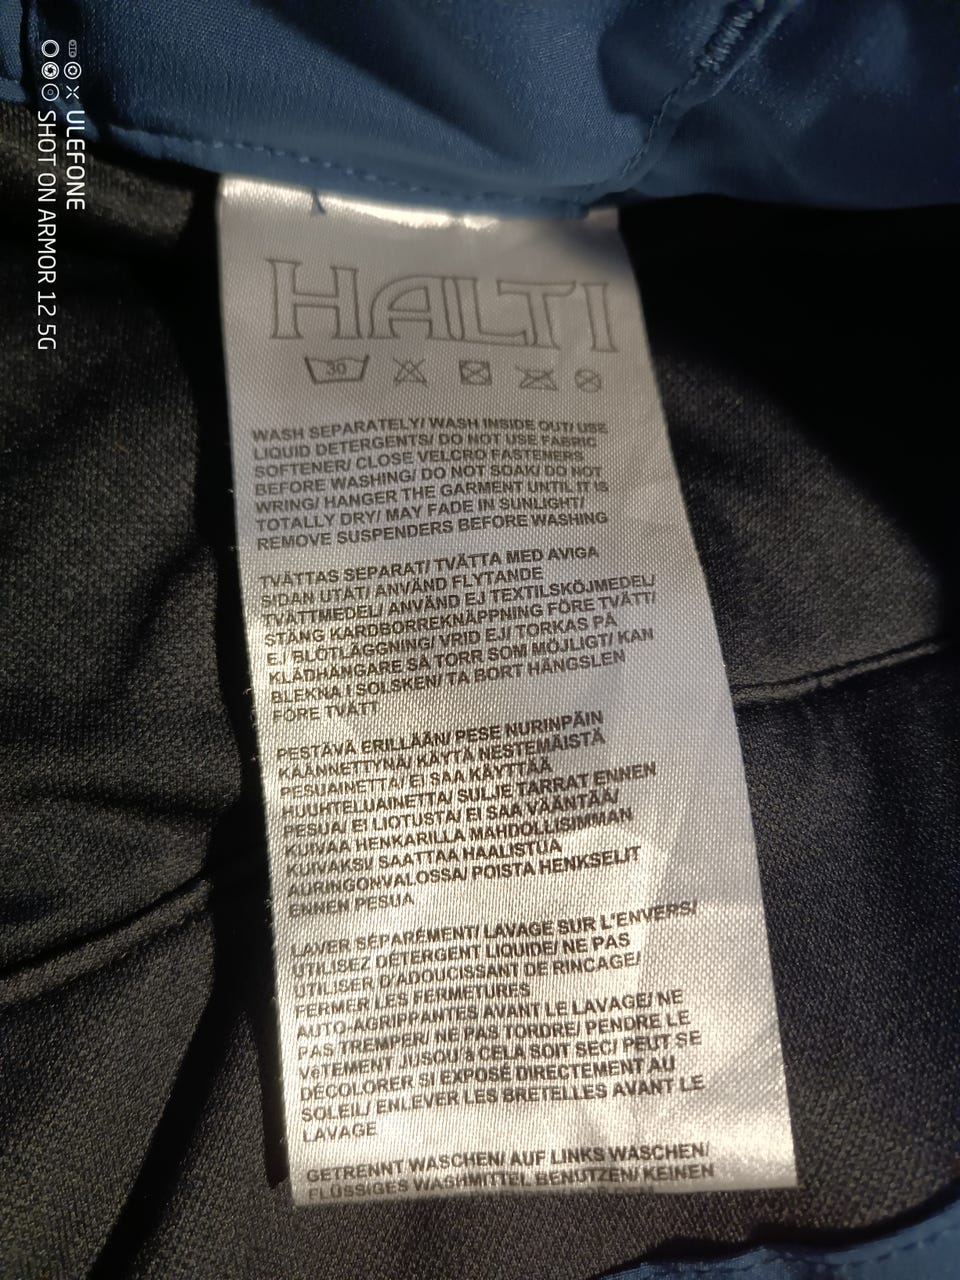 ULEFONE
SHOT ON ARMOR 12 5G
HALTI
30
WASH SEPARATELY/ WASH INSIDE OUT/ USE
LIQUID DETERGENTS/ DO NOT USE FABRIC
SOFTENER/ CLOSE VELCRO FASTENERS
BEFORE WASHING/ DO NOT SOAK/ DO NOT
WRING/ HANGER THE GARMENT UNTIL IT IS
TOTALLY DRY/ MAY FADE IN SUNLIGHT/
REMOVE SUSPENDERS BEFORE WASHING
TVÄTTAS SEPARAT/ TVÄTTA MED AVIGA
SIDAN UTÅT/ ANVÄND FLYTANDE
TVÄTTMEDEL/ ANVÄND EJ TEXTILSKÖJMEDEL/
STÄNG KARDBORREKNÄPPNING FÖRE TVÄTT/
EJ BLÖTLÄGGNING/ VRID EJ/ TORKAS PÅ
KLÄDHÄNGARE SÅ TORR SOM MÖJLIGT/ KAN
BLEKNA I SOLSKEN/ TA BORT HÄNGSLEN
FÖRE TVÄTT
PESTÄVÄ ERILLÄÄN/ PESE NURINPÄIN
KÄÄNNETTYNÄ/ KÄYTÄ NESTEMÄISTÄ
PESUAINETTA/ EI SAA KÄYTTÄÄ
HUUHTELUAINETTA/ SULJE TARRAT ENNEN
PESUA/ EI LIOTUSTA/ EI SAA VÄÄNTÄÄ/
KUIVAA HENKARILLA MAHDOLLISIMMAN
KUIVAKSI/ SAATTAA HAALISTUA
AURINGONVALOSSA/ POISTA HENKSELIT
ENNEN PESUA
LAVER SÉPARÉMENT/ LAVAGE SUR L'ENVERS/
UTILISEZ DÉTERGENT LIQUIDE/ NE PAS
UTILISER D'ADOUCISSANT DE RINCAGE/
FERMER LES FERMETURES
AUTO-AGRIPPANTES AVANT LE LAVAGE/ NE
PAS TREMPER/ NE PAS TORDRE/ PENDRE LE
VêTEMENT JUSQU'à CELA SOIT SEC/ PEUT SE
DÉCOLORER SI EXPOSÉ DIRECTEMENT AU
SOLEIL/ ENLEVER LES BRETELLES AVANT LE
LAVAGE
GETRENNT WASCHEN/ AUF LINKS WASCHEN/
FLÜSSIGES WASHMITTEL BENUTZEN/ KEINEN